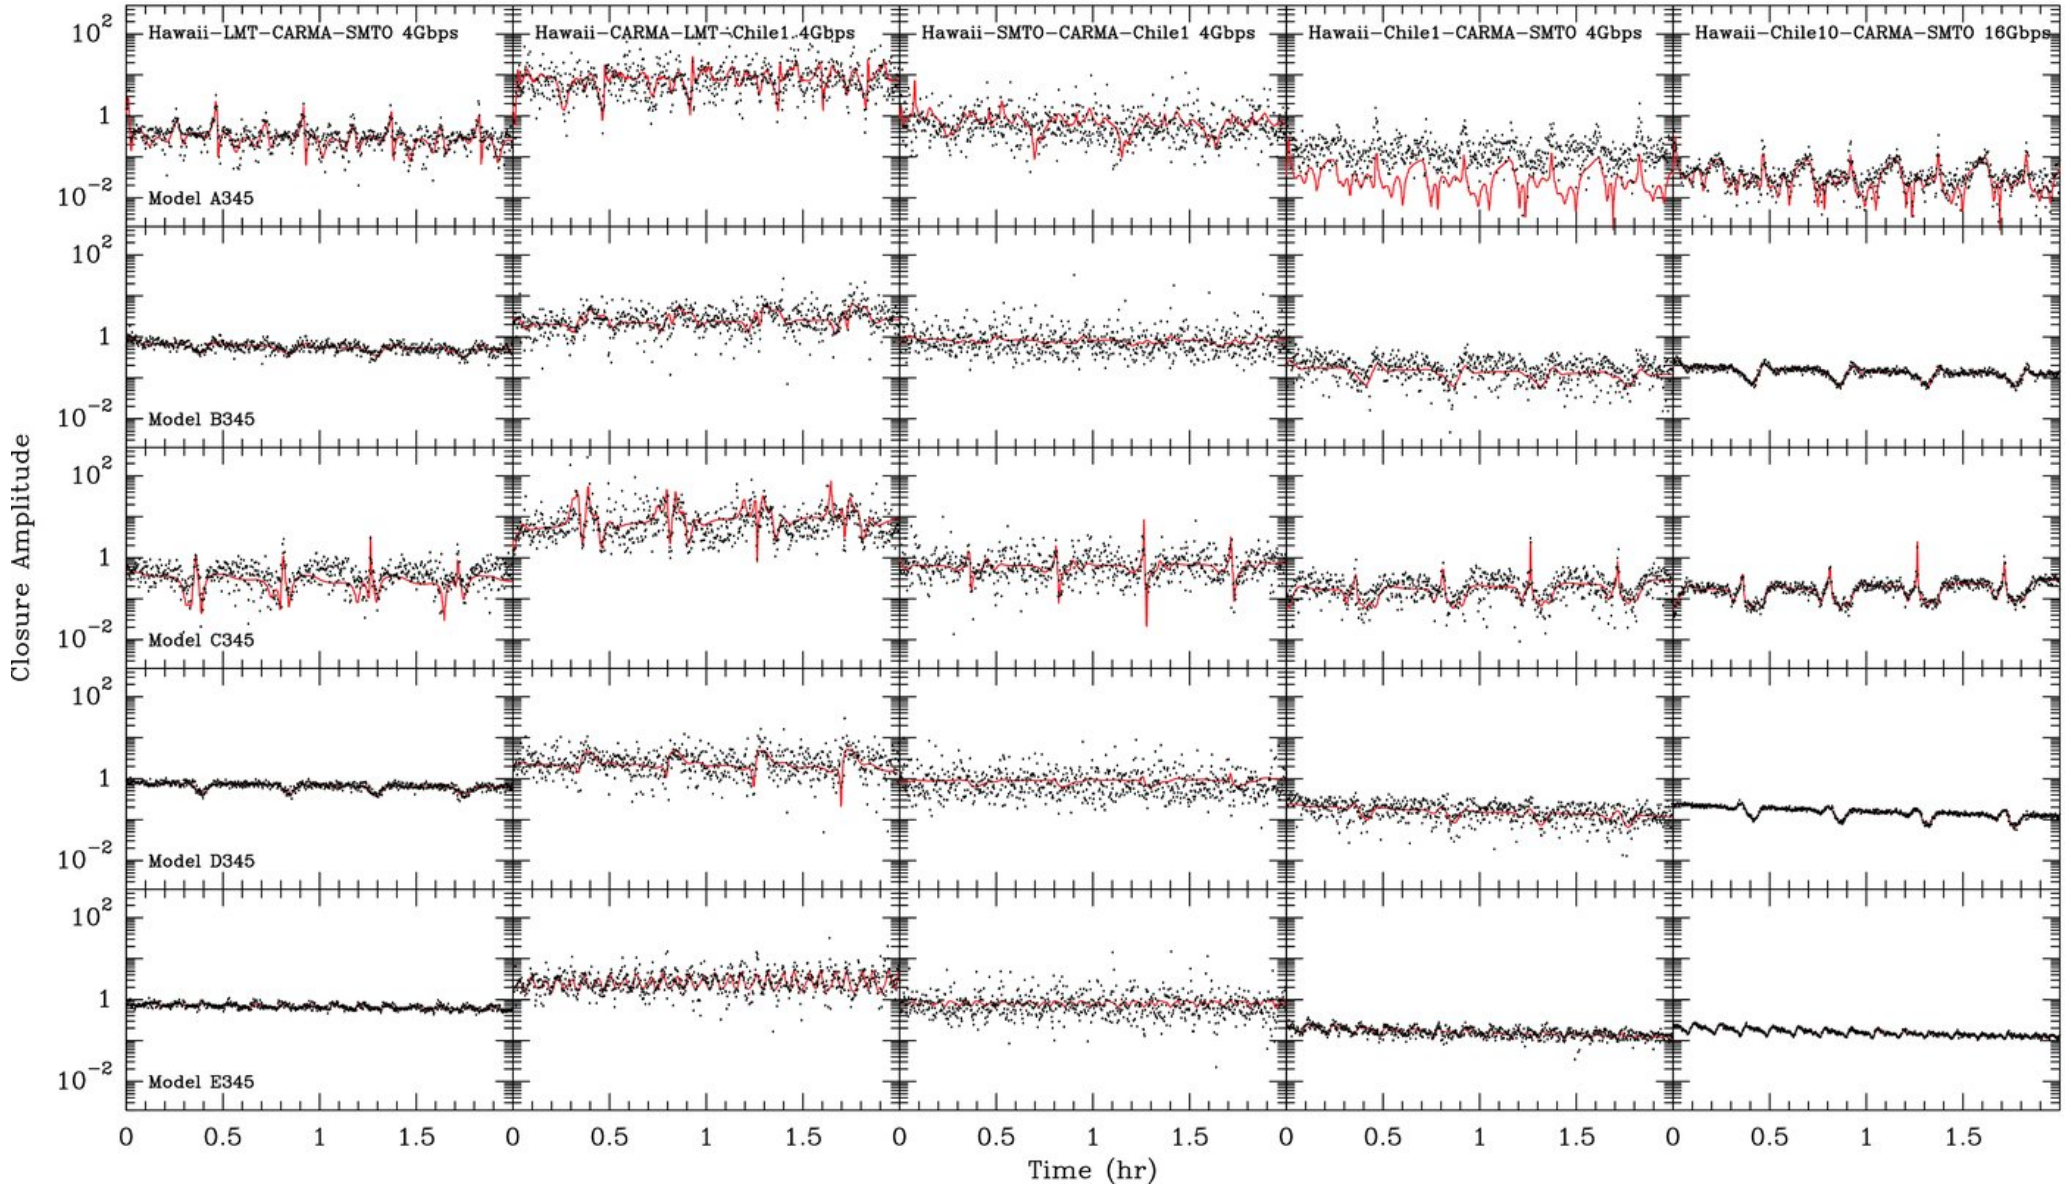 Hawaii-LMT-CARMA-SMTO 4Gbps
Hawaii-CARMA-LMT-Chile1 4Gbps
Hawaii-SMTO-CARMA-Chile1 4Gbps
Hawaii-Chile1-CARMA-SMTO 4Gbps
Hawaii-Chile10-CARMA-SMTO 16Gbps
10²
1
10⁻²
Model A345
10²
1
10⁻²
Model B345
10²
1
10⁻²
Model C345
10²
1
10⁻²
Model D345
10²
1
10⁻²
Model E345
Closure Amplitude
0 0.5 1 1.5 0 0.5 1 1.5 0 0.5 1 1.5 0 0.5 1 1.5 0 0.5 1 1.5
Time (hr)